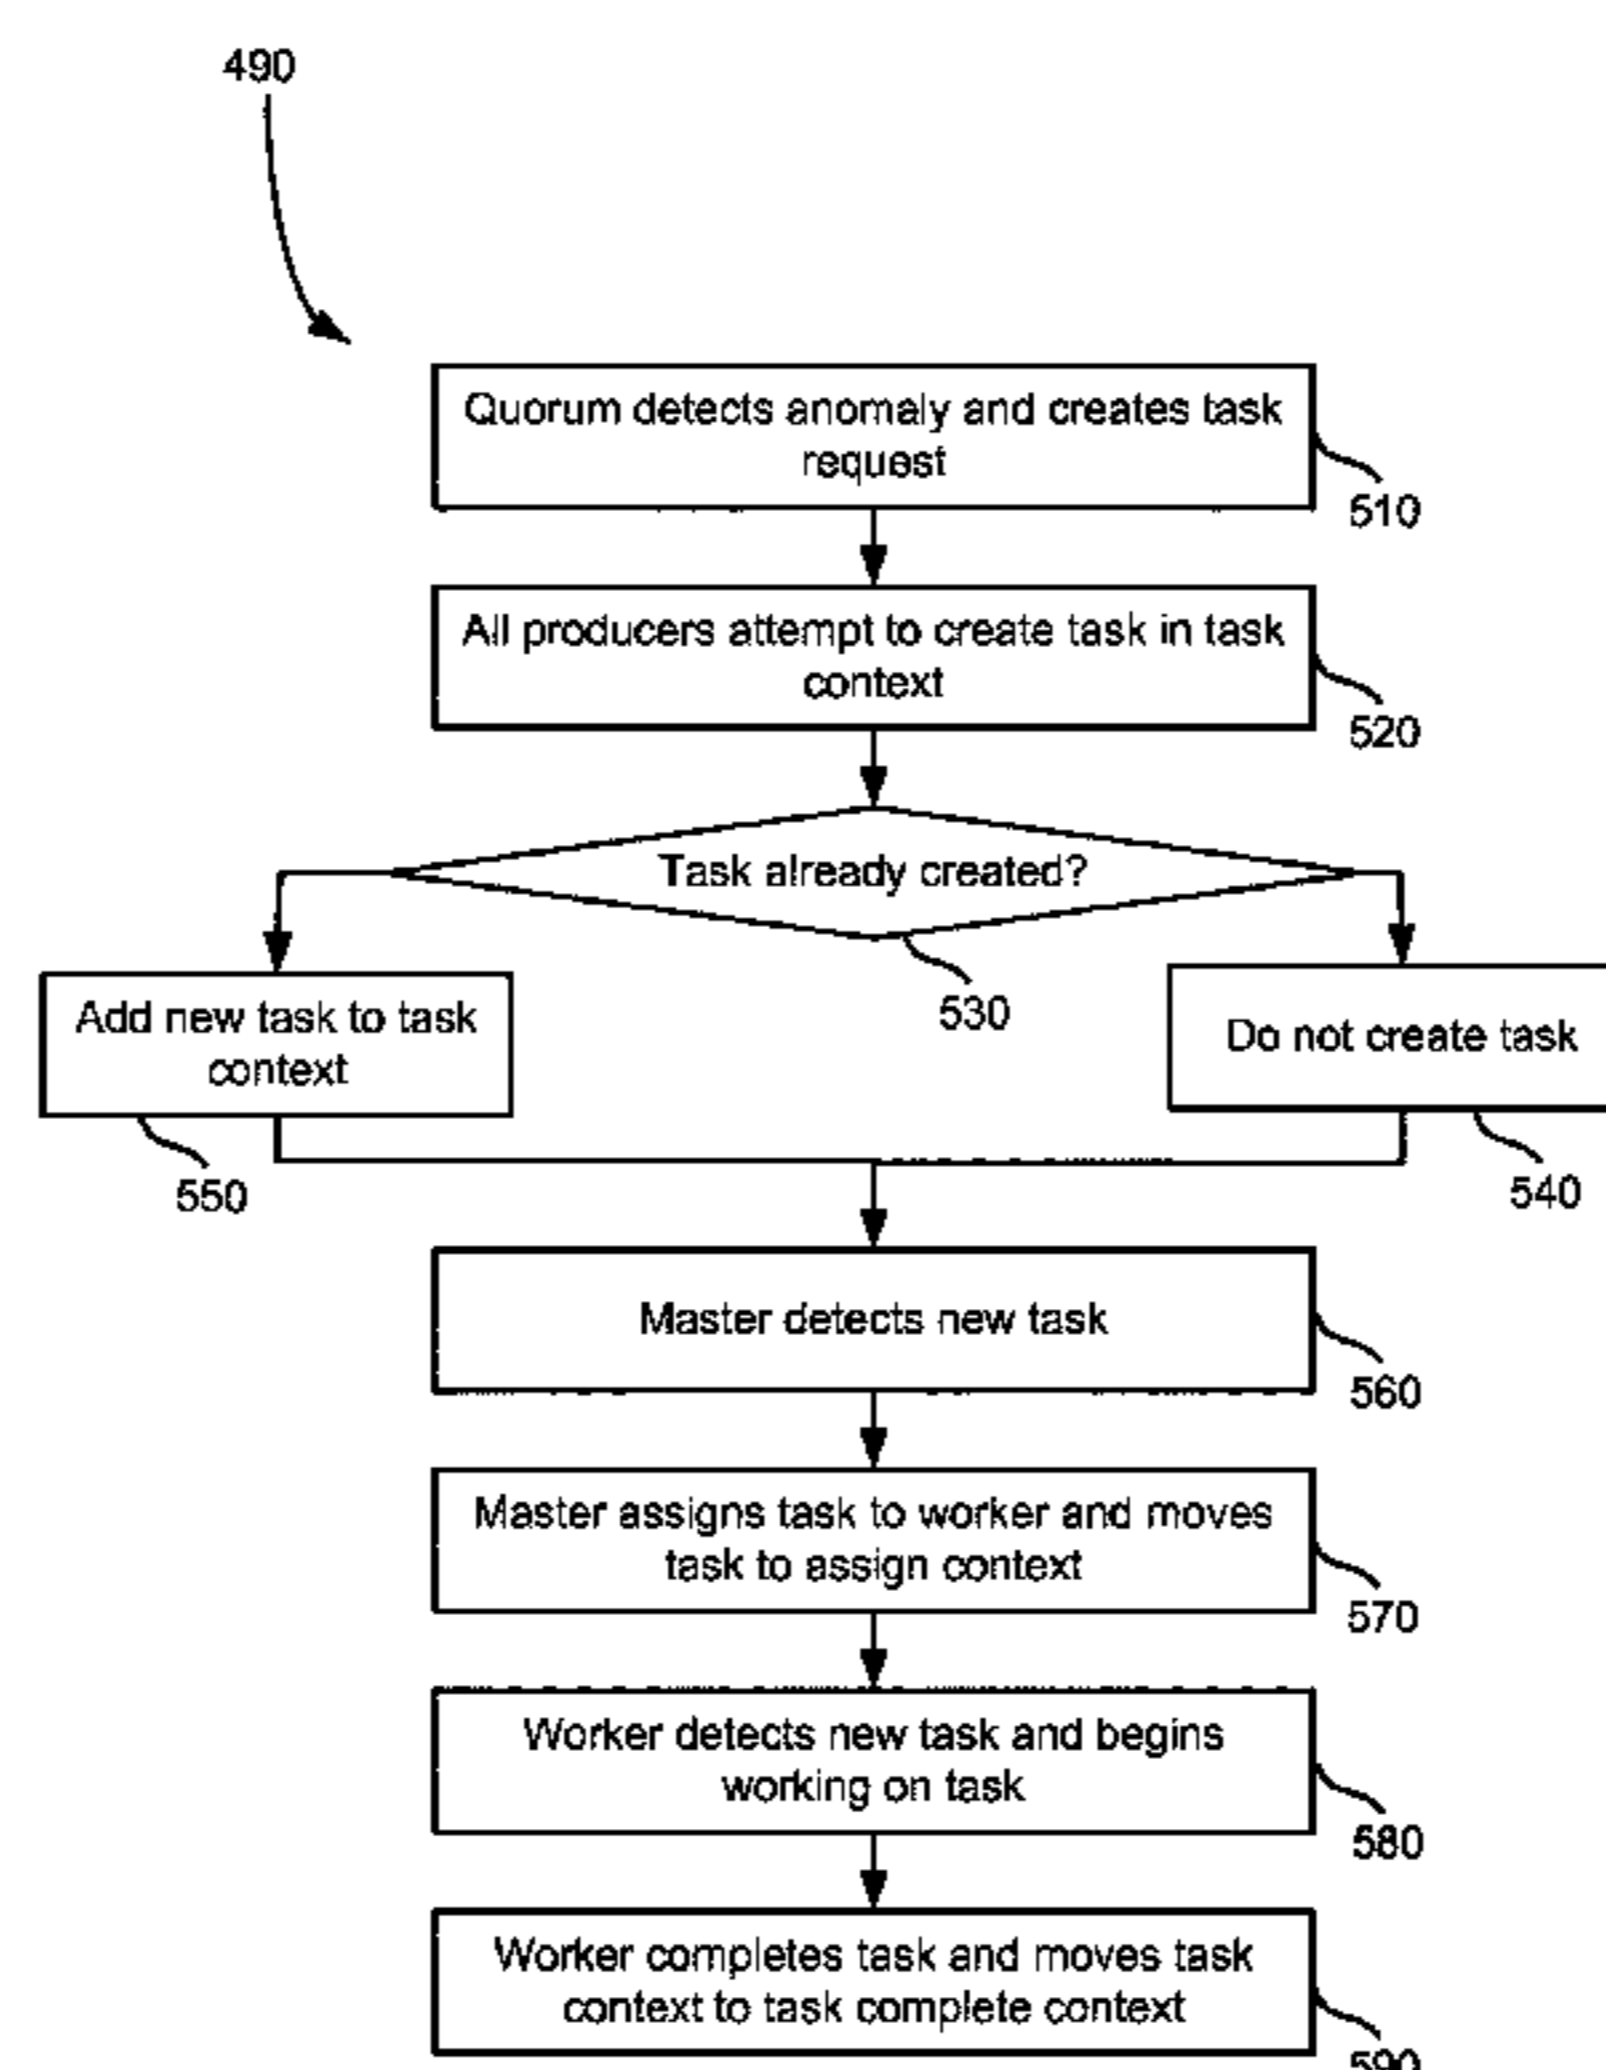 490
Quorum detects anomaly and creates task
request
510
All producers attempt to create task in task
context
520
Task already created?
530
Add new task to task
context
550
Do not create task
540
Master detects new task
560
Master assigns task to worker and moves
task to assign context
570
Worker detects new task and begins
working on task
580
Worker completes task and moves task
context to task complete context
590